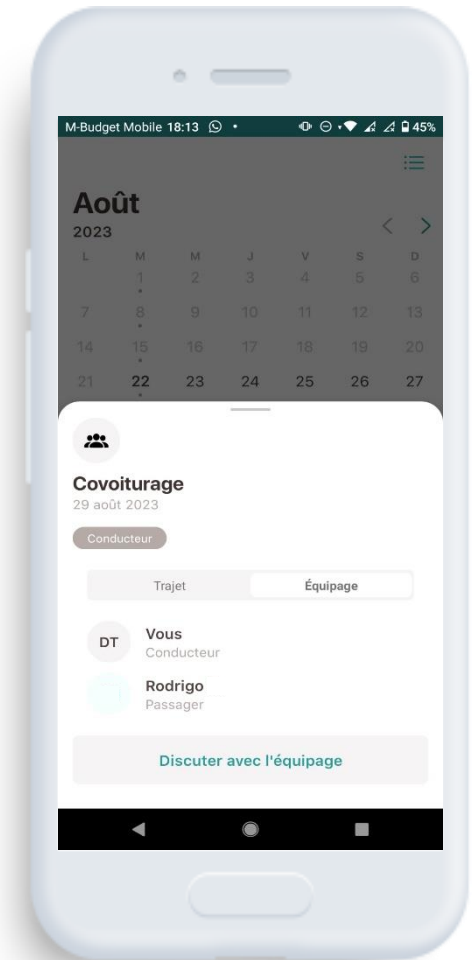 M-Budget Mobile 18:13 45%
Août
2023
L M M J V S D
1 2 3 4 5 6
7 8 9 10 11 12 13
14 15 16 17 18 19 20
21 22 23 24 25 26 27
Covoiturage
29 août 2023
Conducteur
Trajet Équipage
DT Vous
Conducteur
Rodrigo
Passager
Discuter avec l'équipage